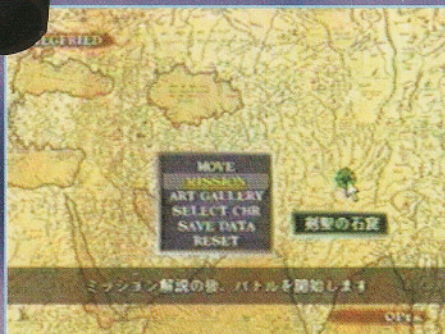 SIEGFRIED
MOVE
MISSION
ART GALLERY
SELECT CHR
SAVE DATA
RESET
剣聖の石窟
ミッション解説の後、バトルを開始します